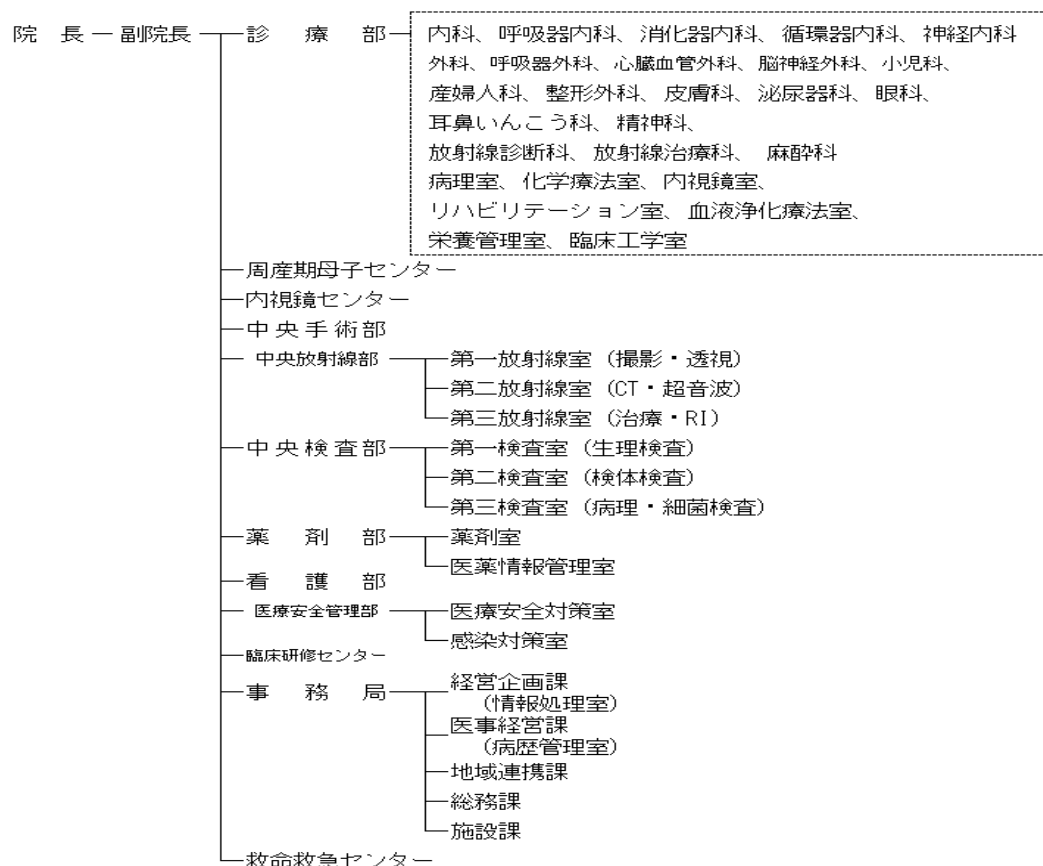 院長 副院長 診療部 内科、呼吸器内科、消化器内科、循環器内科、神経内科
外科、呼吸器外科、心臓血管外科、脳神経外科、小児科、
産婦人科、整形外科、皮膚科、泌尿器科、眼科、
耳鼻いんこう科、精神科、
放射線診断科、放射線治療科、麻酔科
病理室、化学療法室、内視鏡室、
リハビリテーション室、血液浄化療法室、
栄養管理室、臨床工学室
周産期母子センター
内視鏡センター
中央手術部
中央放射線部 第一放射線室（撮影・透視）
第二放射線室（CT・超音波）
第三放射線室（治療・RI）
中央検査部 第一検査室（生理検査）
第二検査室（検体検査）
第三検査室（病理・細菌検査）
薬剤部 薬剤室
医薬情報管理室
看護部
医療安全管理部 医療安全対策室
感染対策室
臨床研修センター
事務局 経営企画課
（情報処理室）
医事経営課
（病歴管理室）
地域連携課
総務課
施設課
救命救急センター